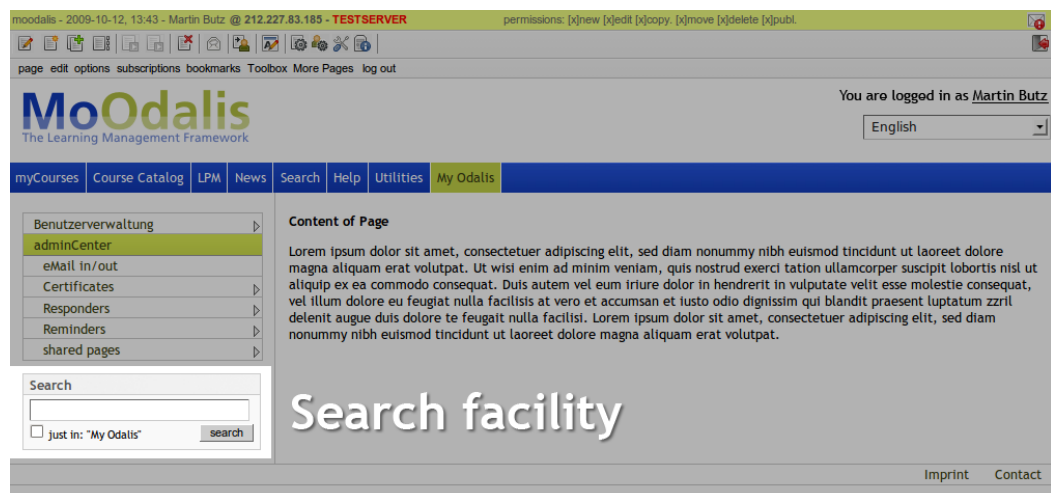 moodalis - 2009-10-12, 13:43 - Martin Butz @ 212.227.83.185 - TESTSERVER permissions: [x]new [x]edit [x]copy. [x]move [x]delete [x]publ.
page edit options subscriptions bookmarks Toolbox More Pages log out
You are logged in as Martin Butz
MoOdalis
The Learning Management Framework
English
myCourses Course Catalog LPM News Search Help Utilities My Odalis
Benutzerverwaltung
adminCenter
eMail in/out
Certificates
Responders
Reminders
shared pages
Content of Page
Lorem ipsum dolor sit amet, consectetuer adipiscing elit, sed diam nonummy nibh euismod tincidunt ut laoreet dolore
magna aliquam erat volutpat. Ut wisi enim ad minim veniam, quis nostrud exerci tation ullamcorper suscipit lobortis nisl ut
aliquip ex ea commodo consequat. Duis autem vel eum iriure dolor in hendrerit in vulputate velit esse molestie consequat,
vel illum dolore eu feugiat nulla facilisis at vero et accumsan et iusto odio dignissim qui blandit praesent luptatum zzril
delenit augue duis dolore te feugait nulla facilisi. Lorem ipsum dolor sit amet, consectetuer adipiscing elit, sed diam
nonummy nibh euismod tincidunt ut laoreet dolore magna aliquam erat volutpat.
Search
just in: "My Odalis" search
Search facility
Imprint Contact